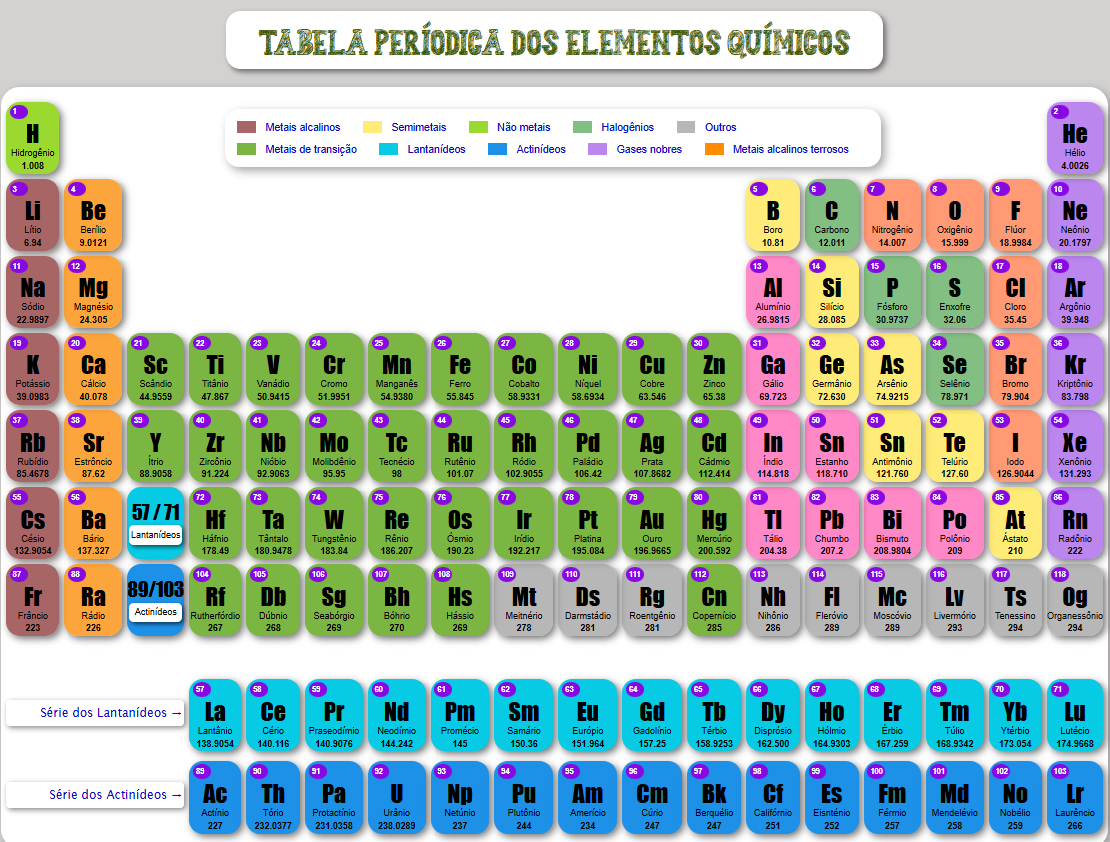 TABELA PERÍODICA DOS ELEMENTOS QUÍMICOS
Metais alcalinos Semimetais Não metais Halogênios Outros
Metais de transição Lantanídeos Actinídeos Gases nobres Metais alcalinos terrosos
1 2
H He
Hidrogênio Hélio
1.008 4.0026
3 4 5 6 7 8 9 10
Li Be B C N O F Ne
Lítio Berílio Boro Carbono Nitrogênio Oxigênio Flúor Neônio
6.94 9.0121 10.81 12.011 14.007 15.999 18.9984 20.1797
11 12 13 14 15 16 17 18
Na Mg Al Si P S Cl Ar
Sódio Magnésio Alumínio Silício Fósforo Enxofre Cloro Argônio
22.9897 24.305 26.9815 28.085 30.9737 32.06 35.45 39.948
19 20 21 22 23 24 25 26 27 28 29 30 31 32 33 34 35 36
K Ca Sc Ti V Cr Mn Fe Co Ni Cu Zn Ga Ge As Se Br Kr
Potássio Cálcio Scândio Titânio Vanádio Cromo Manganês Ferro Cobalto Níquel Cobre Zinco Gálio Germânio Arsênio Selênio Bromo Kriptônio
39.0983 40.078 44.9559 47.867 50.9415 51.9951 54.9380 55.845 58.9331 58.6934 63.546 65.38 69.723 72.630 74.9215 78.971 79.904 83.798
37 38 39 40 41 42 43 44 45 46 47 48 49 50 51 52 53 54
Rb Sr Y Zr Nb Mo Tc Ru Rh Pd Ag Cd In Sn Sn Te I Xe
Rubídio Estrôncio Ítrio Zircônio Nióbio Molibdênio Tecnécio Rutênio Ródio Paládio Prata Cádmio Índio Estanho Antimônio Telúrio Iodo Xenônio
85.4678 87.62 88.9058 91.224 92.9063 95.95 98 101.07 102.9055 106.42 107.8682 112.414 114.818 118.710 121.760 127.60 126.9044 131.293
55 56 57 / 71 72 73 74 75 76 77 78 79 80 81 82 83 84 85 86
Cs Ba Lantanídeos Hf Ta W Re Os Ir Pt Au Hg Tl Pb Bi Po At Rn
Césio Bário Háfnio Tântalo Tungstênio Rênio Ósmio Irídio Platina Ouro Mercúrio Tálio Chumbo Bismuto Polônio Ástato Radônio
132.9054 137.327 178.49 180.9478 183.84 186.207 190.23 192.217 195.084 196.9665 200.592 204.38 207.2 208.9804 209 210 222
87 88 89/103 104 105 106 107 108 109 110 111 112 113 114 115 116 117 118
Fr Ra Actinídeos Rf Db Sg Bh Hs Mt Ds Rg Cn Nh Fl Mc Lv Ts Og
Frâncio Rádio Rutherfórdio Dúbnio Seabórgio Bóhrio Hássio Meitnério Darmstádio Roentgênio Copernício Nihônio Fleróvio Moscóvio Livermório Tenessino Organessônio
223 226 267 268 269 270 269 278 281 281 285 286 289 289 293 294 294
57 58 59 60 61 62 63 64 65 66 67 68 69 70 71
Série dos Lantanídeos → La Ce Pr Nd Pm Sm Eu Gd Tb Dy Ho Er Tm Yb Lu
Lantânio Cério Praseodímio Neodímio Promécio Samário Európio Gadolínio Térbio Disprósio Hólmio Érbio Túlio Ytérbio Lutécio
138.9054 140.116 140.9076 144.242 145 150.36 151.964 157.25 158.9253 162.500 164.9303 167.259 168.9342 173.054 174.9668
89 90 91 92 93 94 95 96 97 98 99 100 101 102 103
Série dos Actinídeos → Ac Th Pa U Np Pu Am Cm Bk Cf Es Fm Md No Lr
Actínio Tório Protactínio Urânio Netúnio Plutônio Amerício Cúrio Berquélio Califórnio Eisnténio Férmio Mendelévio Nobélio Laurêncio
227 232.0377 231.0358 238.0289 237 244 234 247 247 251 252 257 258 259 266